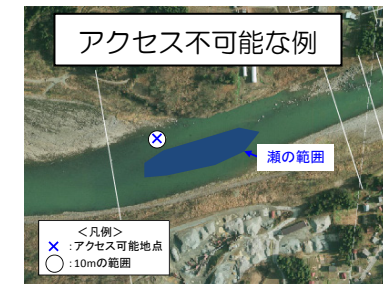 アクセス不可能な例
瀬の範囲
＜凡例＞
×：アクセス可能地点
○：10mの範囲